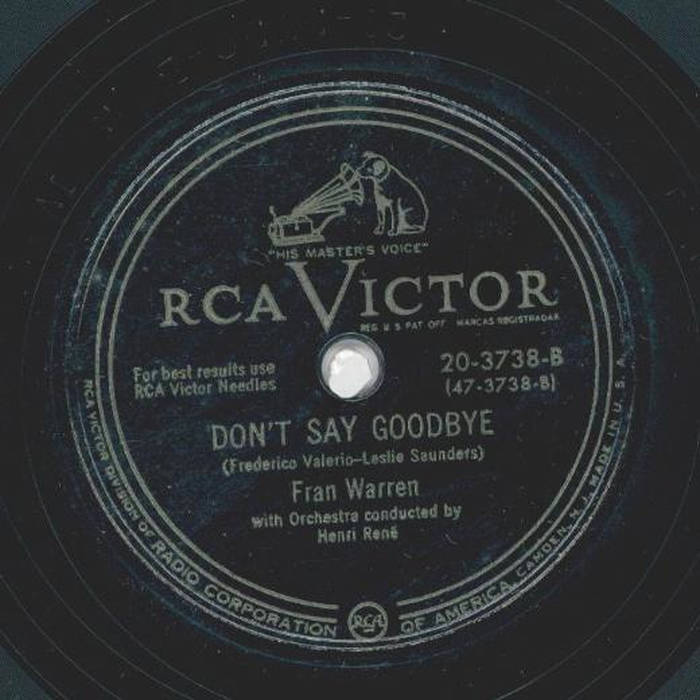 "HIS MASTER'S VOICE"
RCA VICTOR
REG. U S PAT OFF MARCAS REGISTRADAS
For best results use
RCA Victor Needles
20-3738-B
(47-3738-B)
DON'T SAY GOODBYE
(Frederico Valerio-Leslie Saunders)
Fran Warren
with Orchestra conducted by
Henri René
RCA VICTOR DIVISION OF RADIO CORPORATION RCA OF AMERICA, CAMDEN, N. J., MADE IN U. S. A.